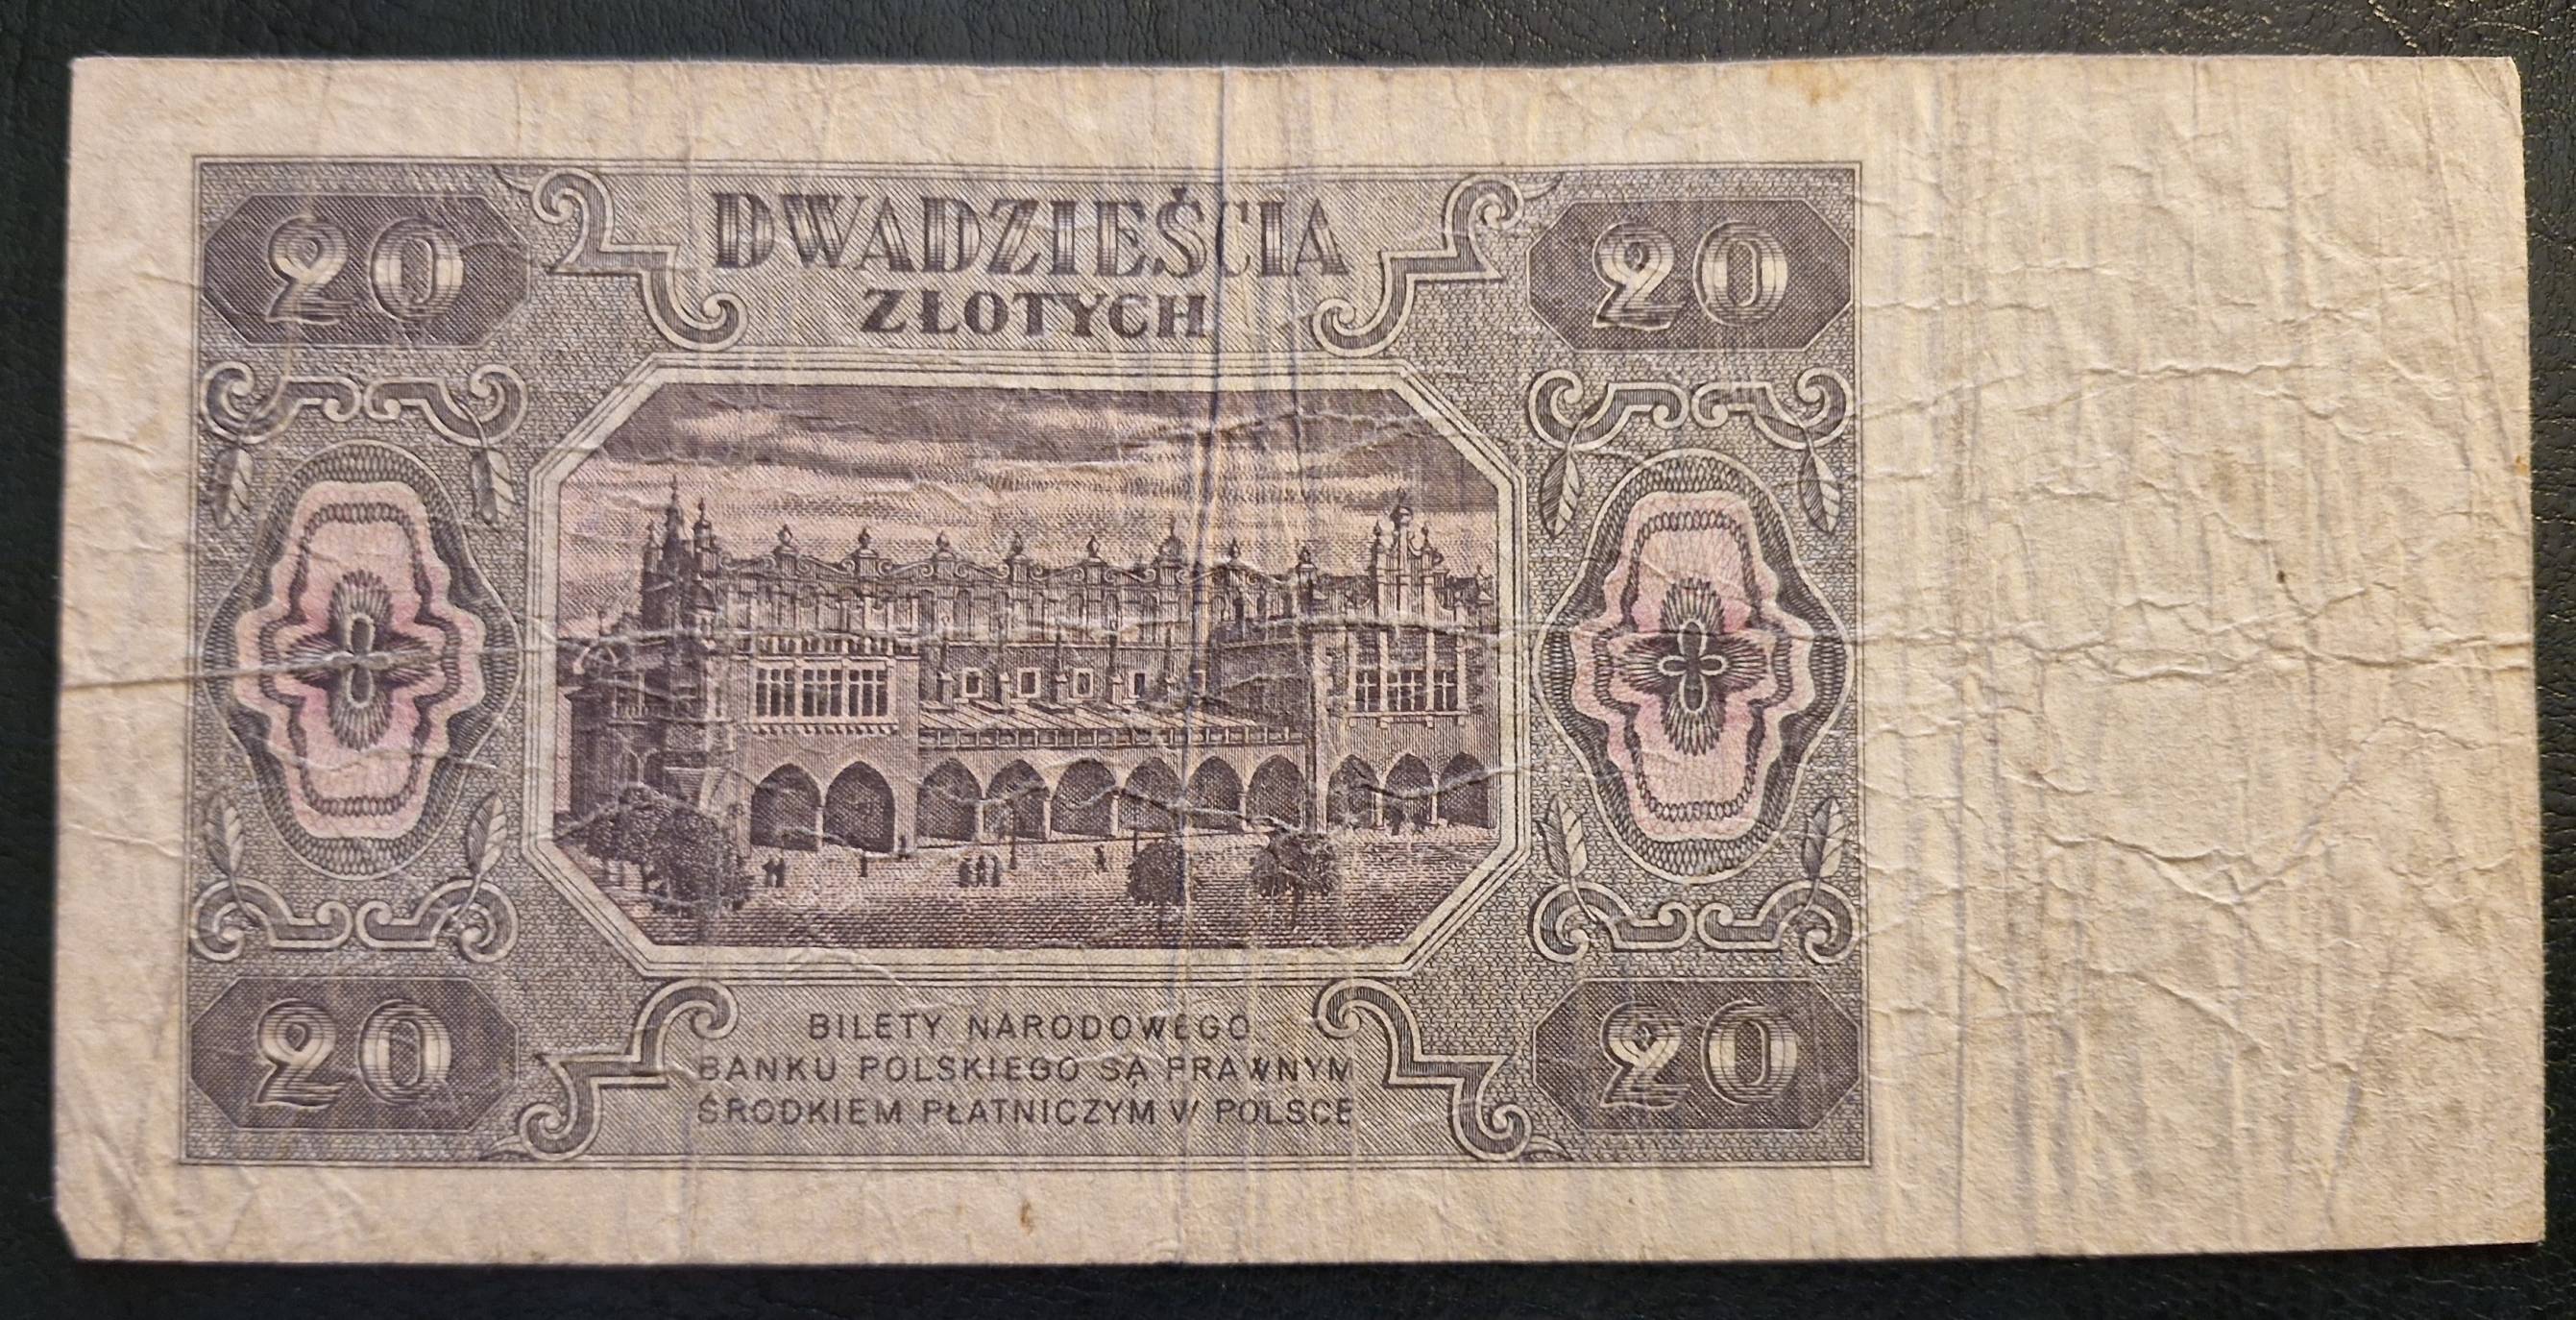 20 DWADZIEŚCIA 20
ZŁOTYCH
20 BILETY NARODOWEGO 20
BANKU POLSKIEGO SĄ PRAWNYM
ŚRODKIEM PŁATNICZYM W POLSCE